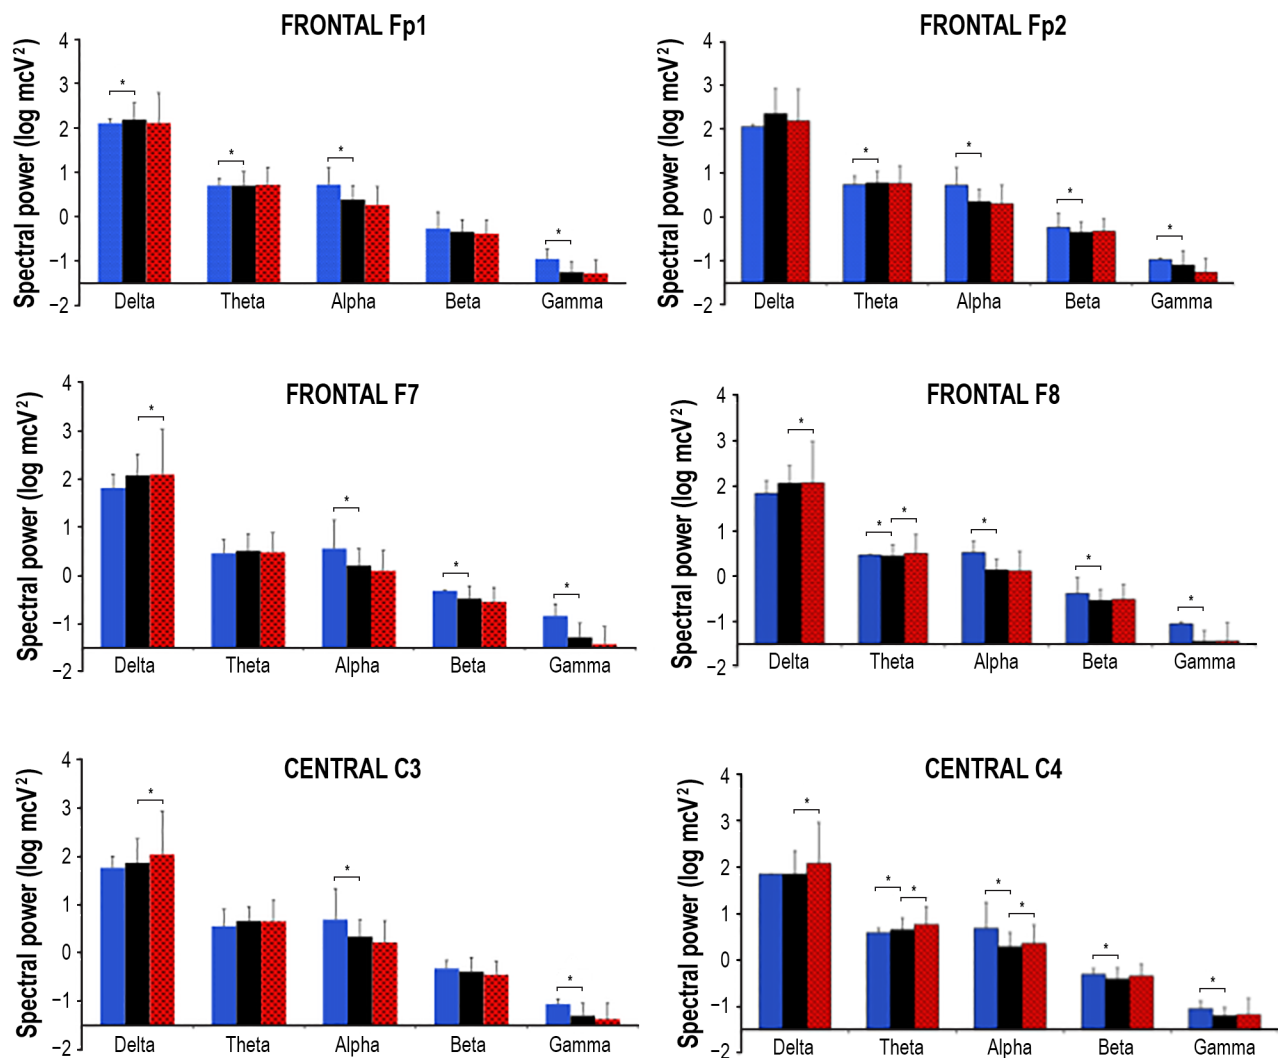 FRONTAL Fp1
Spectral power (log mcV²)
4
3
2
1
0
−1
−2
* * * *
Delta Theta Alpha Beta Gamma
FRONTAL Fp2
Spectral power (log mcV²)
4
3
2
1
0
−1
−2
* * * *
Delta Theta Alpha Beta Gamma
FRONTAL F7
Spectral power (log mcV²)
4
3
2
1
0
−1
−2
* * * *
Delta Theta Alpha Beta Gamma
FRONTAL F8
Spectral power (log mcV²)
4
3
2
1
0
−1
−2
* * * * * *
Delta Theta Alpha Beta Gamma
CENTRAL C3
Spectral power (log mcV²)
4
3
2
1
0
−1
−2
* * *
Delta Theta Alpha Beta Gamma
CENTRAL C4
Spectral power (log mcV²)
4
3
2
1
0
−1
−2
* * * * * * *
Delta Theta Alpha Beta Gamma